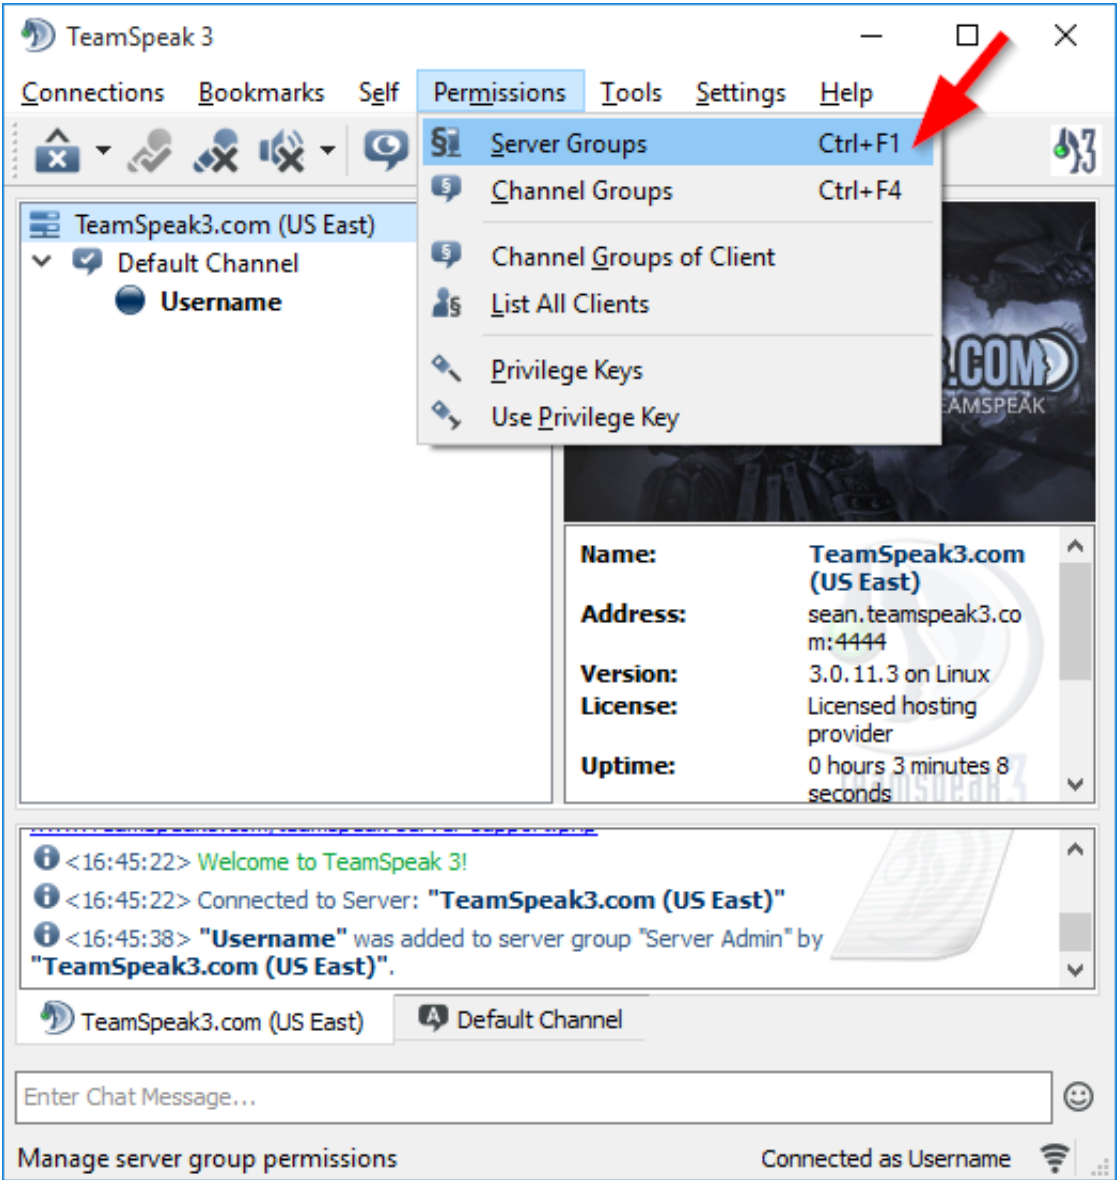 TeamSpeak 3
Connections Bookmarks Self Permissions Tools Settings Help
Server Groups Ctrl+F1
Channel Groups Ctrl+F4
Channel Groups of Client
List All Clients
Privilege Keys
Use Privilege Key
TeamSpeak3.com (US East)
Default Channel
Username
.COM
TEAMSPEAK
Name: TeamSpeak3.com
(US East)
Address: sean.teamspeak3.co
m:4444
Version: 3.0.11.3 on Linux
License: Licensed hosting
provider
Uptime: 0 hours 3 minutes 8
seconds
teamspeak 3
<16:45:22> Welcome to TeamSpeak 3!
<16:45:22> Connected to Server: "TeamSpeak3.com (US East)"
<16:45:38> "Username" was added to server group "Server Admin" by
"TeamSpeak3.com (US East)".
TeamSpeak3.com (US East) Default Channel
Enter Chat Message...
Manage server group permissions Connected as Username